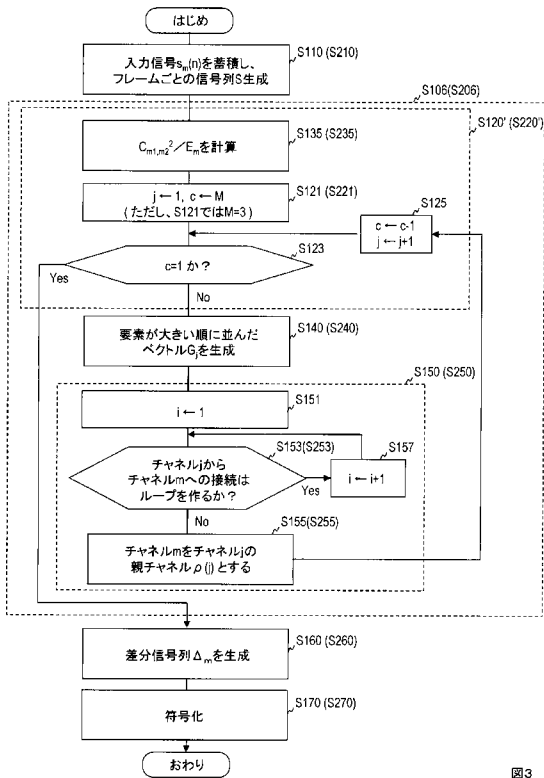 はじめ
S110 (S210)
入力信号sm(n)を蓄積し、
フレームごとの信号列S生成
S106(S206)
S120' (S220')
S135 (S235)
Cm1,m2²／Emを計算
S121 (S221)
j ← 1, c ← M
( ただし、S121ではM=3 )
S125
c ← c-1
j ← j+1
S123
c=1 か？
Yes
No
S140 (S240)
要素が大きい順に並んだ
ベクトルGjを生成
S150 (S250)
S151
i ← 1
S153(S253)
チャネルjから
チャネルmへの接続は
ループを作るか？
S157
i ← i+1
Yes
No
S155 (S255)
チャネルmをチャネルjの
親チャネル ρ(j)とする
S160 (S260)
差分信号列Δmを生成
S170 (S270)
符号化
おわり
図3